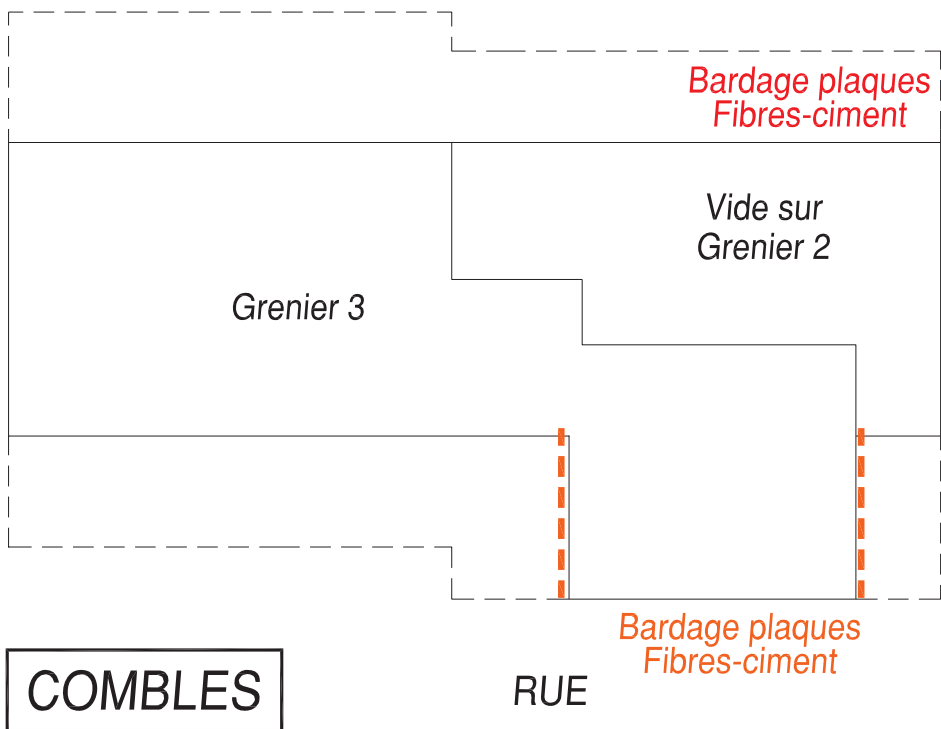 Bardage plaques
Fibres-ciment
Vide sur
Grenier 2
Grenier 3
Bardage plaques
Fibres-ciment
COMBLES
RUE